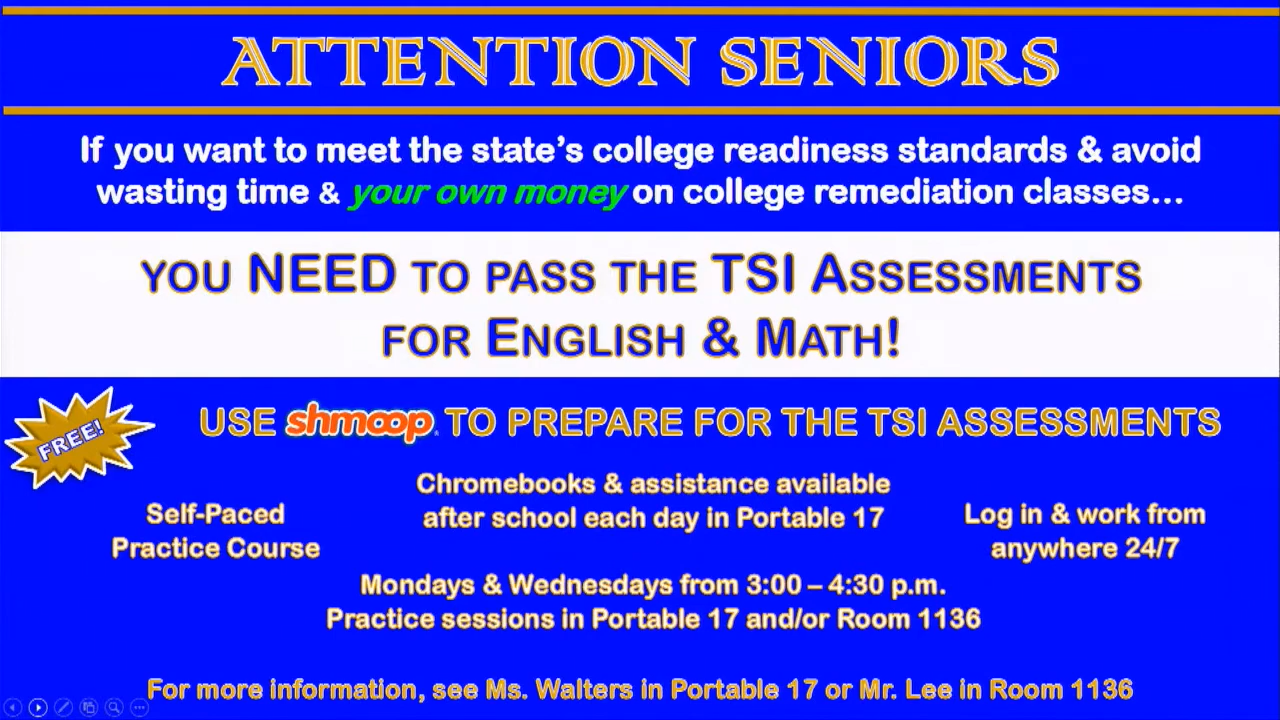 ATTENTION SENIORS
If you want to meet the state's college readiness standards & avoid
wasting time & your own money on college remediation classes...
YOU NEED TO PASS THE TSI ASSESSMENTS
FOR ENGLISH & MATH!
FREE!
USE shmoop TO PREPARE FOR THE TSI ASSESSMENTS
Self-Paced
Practice Course
Chromebooks & assistance available
after school each day in Portable 17
Log in & work from
anywhere 24/7
Mondays & Wednesdays from 3:00 – 4:30 p.m.
Practice sessions in Portable 17 and/or Room 1136
For more information, see Ms. Walters in Portable 17 or Mr. Lee in Room 1136